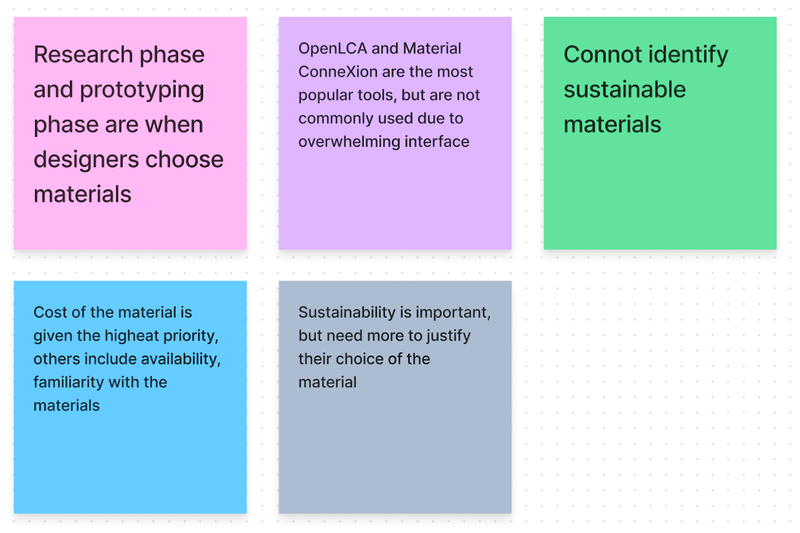 Research phase
and prototyping
phase are when
designers choose
materials
OpenLCA and Material
ConneXion are the most
popular tools, but are not
commonly used due to
overwhelming interface
Connot identify
sustainable
materials
Cost of the material is
given the higheat priority,
others include availability,
familiarity with the
materials
Sustainability is important,
but need more to justify
their choice of the
material